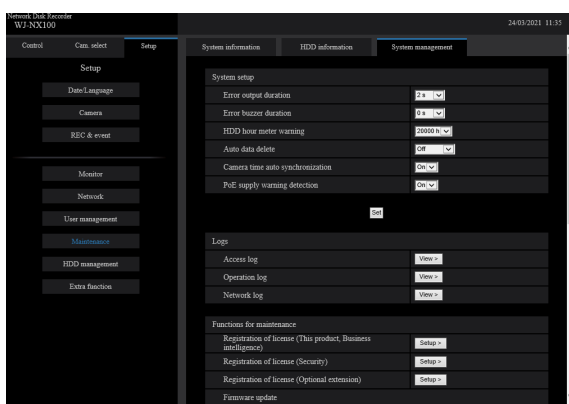 Network Disk Recorder
WJ-NX100
24/03/2021 11:35
Control
Cam. select
Setup
System information
HDD information
System management
Setup
Date/Language
Camera
REC & event
Monitor
Network
User management
Maintenance
HDD management
Extra function
System setup
Error output duration
2 s
Error buzzer duration
0 s
HDD hour meter warning
20000 h
Auto data delete
Off
Camera time auto synchronization
On
PoE supply warning detection
On
Set
Logs
Access log
View >
Operation log
View >
Network log
View >
Functions for maintenance
Registration of license (This product, Business
intelligence)
Setup >
Registration of license (Security)
Setup >
Registration of license (Optional extension)
Setup >
Firmware update